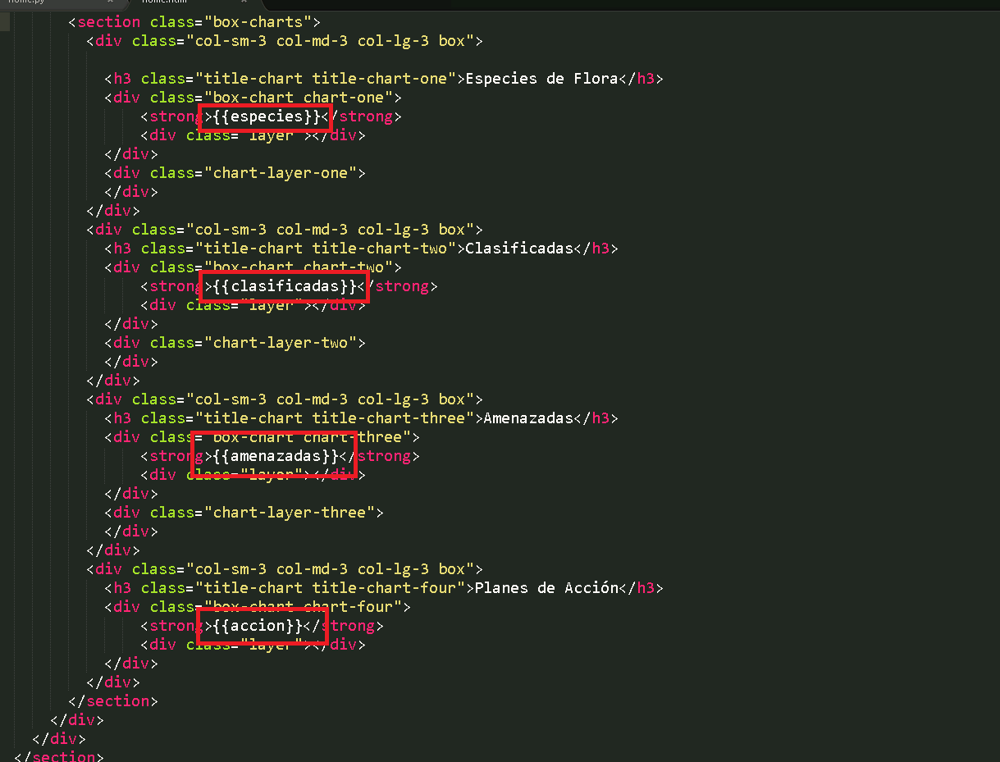 Home.py × Home.html ×
<section class="box-charts">
<div class="col-sm-3 col-md-3 col-lg-3 box">
<h3 class="title-chart title-chart-one">Especies de Flora</h3>
<div class="box-chart chart-one">
<strong>{{especies}}</strong>
<div class="layer"></div>
</div>
<div class="chart-layer-one">
</div>
</div>
<div class="col-sm-3 col-md-3 col-lg-3 box">
<h3 class="title-chart title-chart-two">Clasificadas</h3>
<div class="box-chart chart-two">
<strong>{{clasificadas}}</strong>
<div class="layer"></div>
</div>
<div class="chart-layer-two">
</div>
</div>
<div class="col-sm-3 col-md-3 col-lg-3 box">
<h3 class="title-chart title-chart-three">Amenazadas</h3>
<div class="box-chart chart-three">
<strong>{{amenazadas}}</strong>
<div class="layer"></div>
</div>
<div class="chart-layer-three">
</div>
</div>
<div class="col-sm-3 col-md-3 col-lg-3 box">
<h3 class="title-chart title-chart-four">Planes de Acción</h3>
<div class="box-chart chart-four">
<strong>{{accion}}</strong>
<div class="layer"></div>
</div>
</div>
</section>
</div>
</div>
</section>